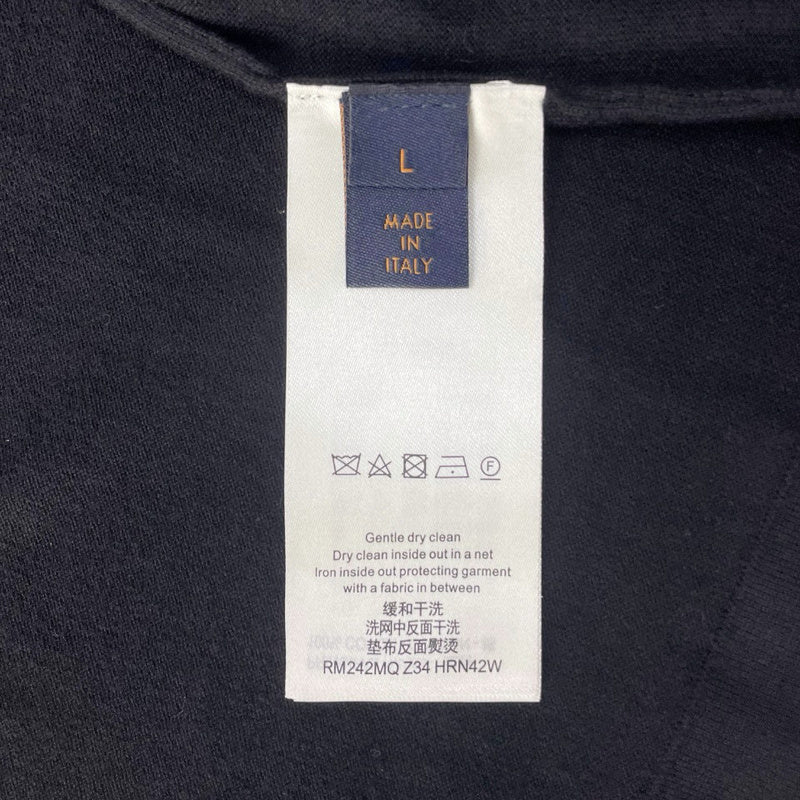 L
MADE
IN
ITALY
F
Gentle dry clean
Dry clean inside out in a net
Iron inside out protecting garment
with a fabric in between
缓和干洗
洗网中反面干洗
垫布反面熨烫
RM242MQ Z34 HRN42W